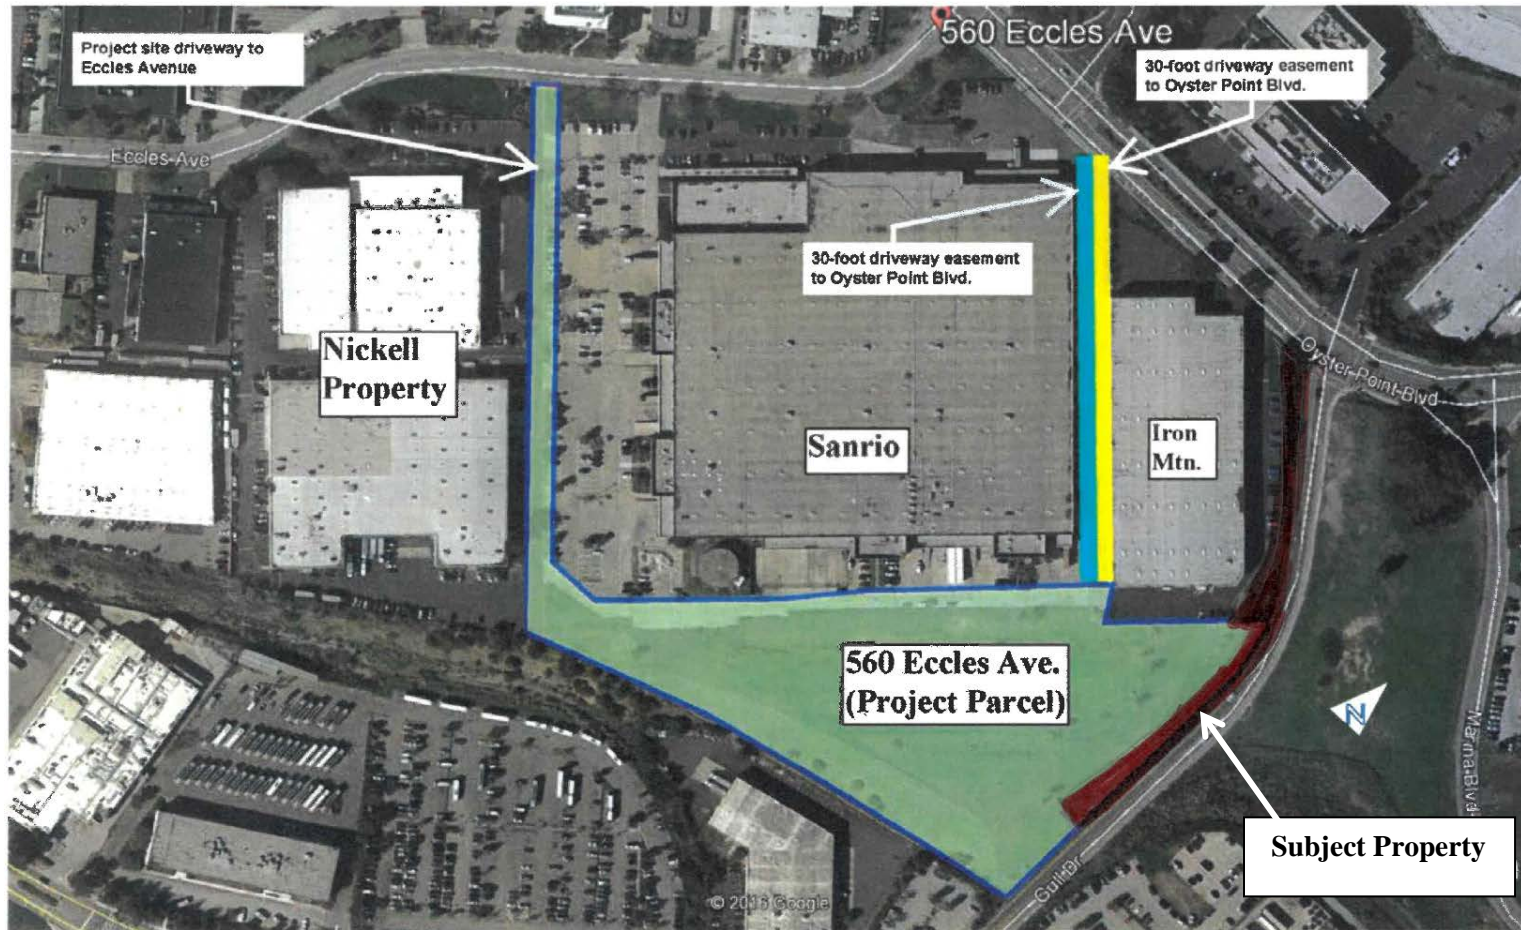 560 Eccles Ave
Project site driveway to
Eccles Avenue
30-foot driveway easement
to Oyster Point Blvd.
Eccles Ave
30-foot driveway easement
to Oyster Point Blvd.
Nickell
Property
Sanrio
Iron
Mtn.
Oyster Point Blvd
560 Eccles Ave.
(Project Parcel)
N
Marina Blvd
Subject Property
Gull Dr
© 2016 Google